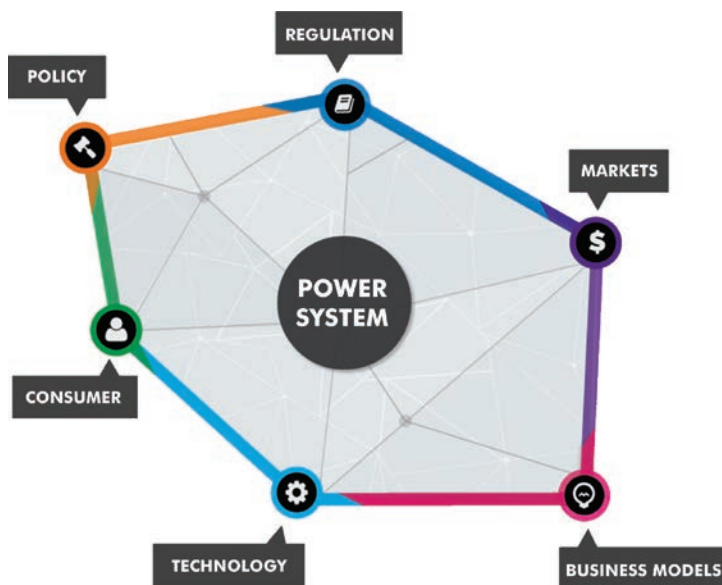 REGULATION
POLICY
MARKETS
$
POWER
SYSTEM
CONSUMER
TECHNOLOGY
BUSINESS MODELS